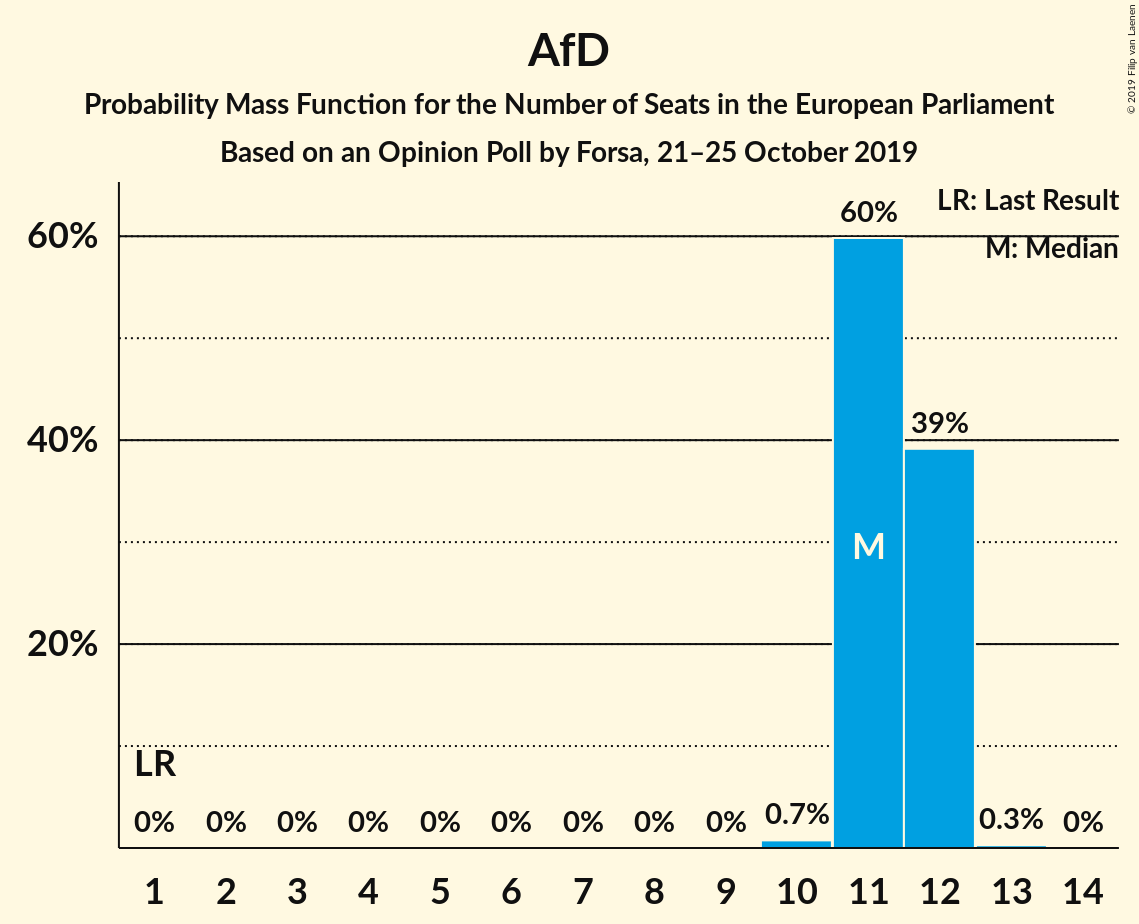 AfD
Probability Mass Function for the Number of Seats in the European Parliament
Based on an Opinion Poll by Forsa, 21–25 October 2019
© 2019 Filip van Laenen
LR: Last Result
M: Median
60%
40%
20%
60%
39%
M
LR
0% 0% 0% 0% 0% 0% 0% 0% 0% 0.7% 0.3% 0%
1 2 3 4 5 6 7 8 9 10 11 12 13 14